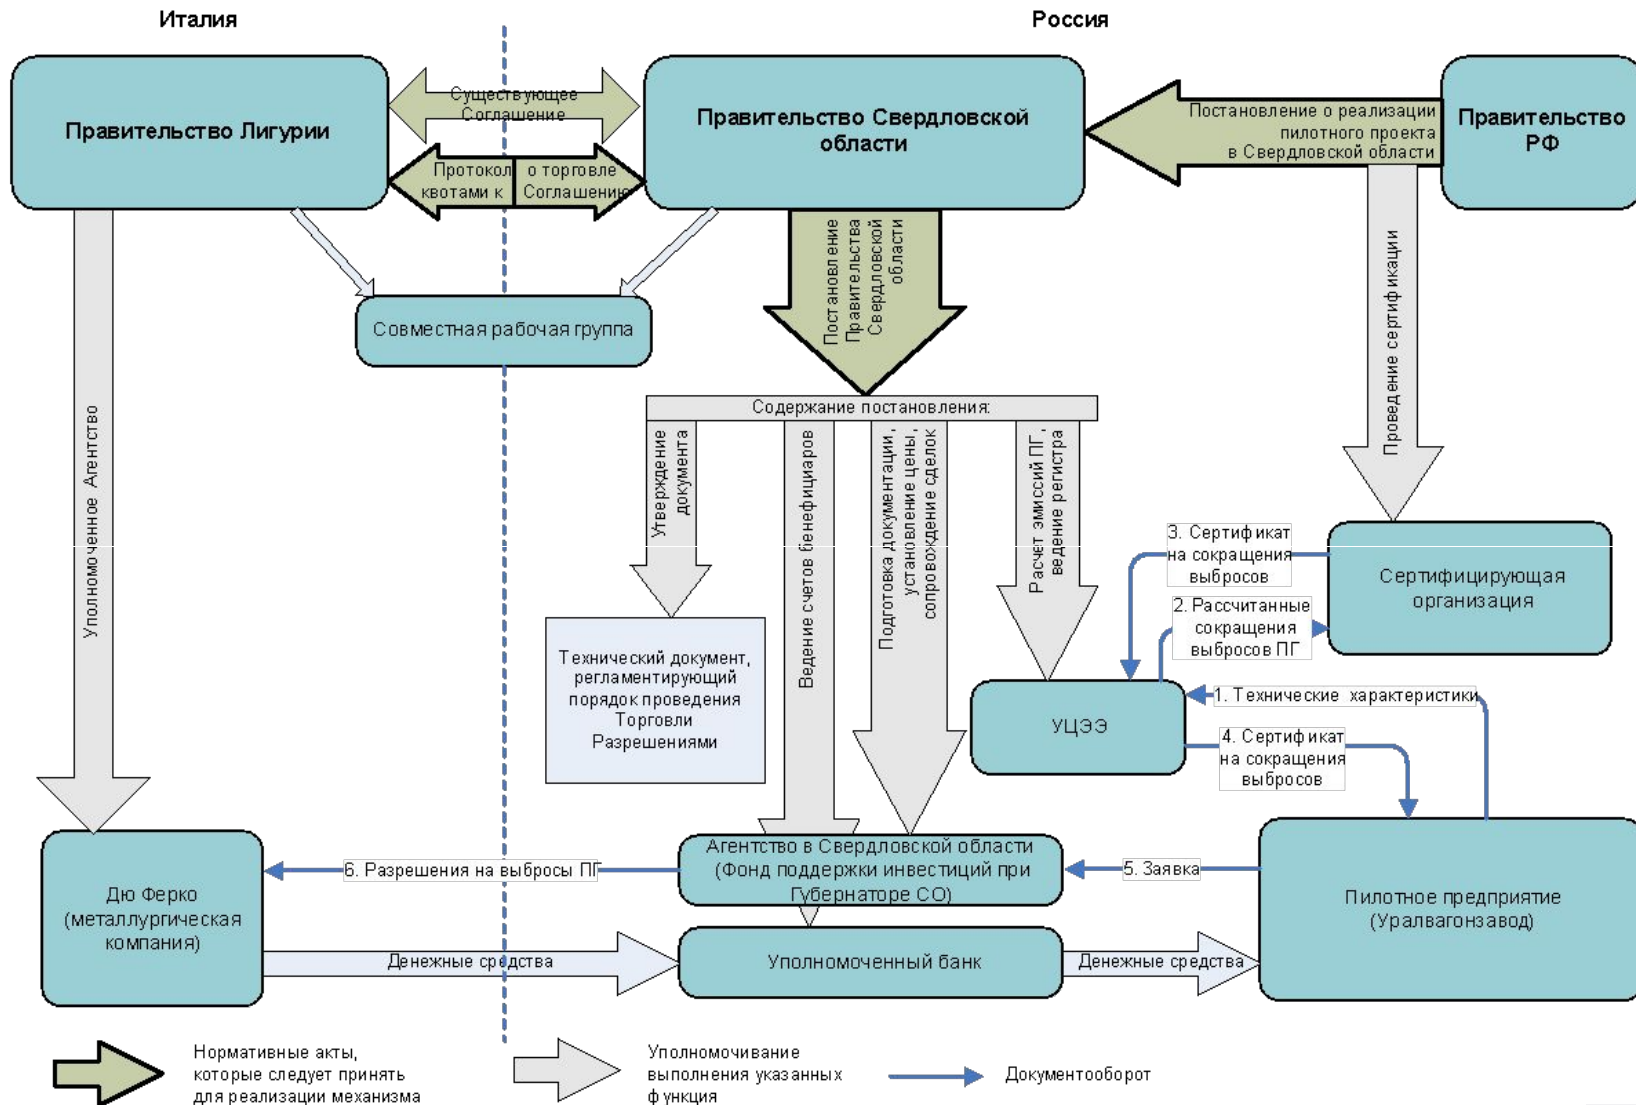 Италия
Россия
Правительство Лигурии
Существующее
Соглашение
Протокол о торговле
квотами к Соглашению
Правительство Свердловской
области
Постановление о реализации
пилотного проекта
в Свердловской области
Правительство
РФ
Совместная рабочая группа
Постановление
Правительства
Свердловской
области
Проведение сертификации
Уполномоченное Агентство
Содержание постановления:
Утверждение
документа
Ведение счетов бенефициаров
Подготовка документации,
установление цены,
сопровождение сделок
Расчет эмиссий ПГ,
ведение регистра
3. Сертификат
на сокращения
выбросов
Сертифицирующая
организация
2. Рассчитанные
сокращения
выбросов ПГ
Технический документ,
регламентирующий
порядок проведения
Торговли
Разрешениями
УЦЭЭ
1. Технические характеристики
4. Сертификат
на сокращения
выбросов
Дю Ферко
(металлургическая
компания)
6. Разрешения на выбросы ПГ
Агентство в Свердловской области
(Фонд поддержки инвестиций при
Губернаторе СО)
5. Заявка
Пилотное предприятие
(Уралвагонзавод)
Денежные средства
Уполномоченный банк
Денежные средства
Нормативные акты,
которые следует принять
для реализации механизма
Уполномочивание
выполнения указанных
функция
Документооборот